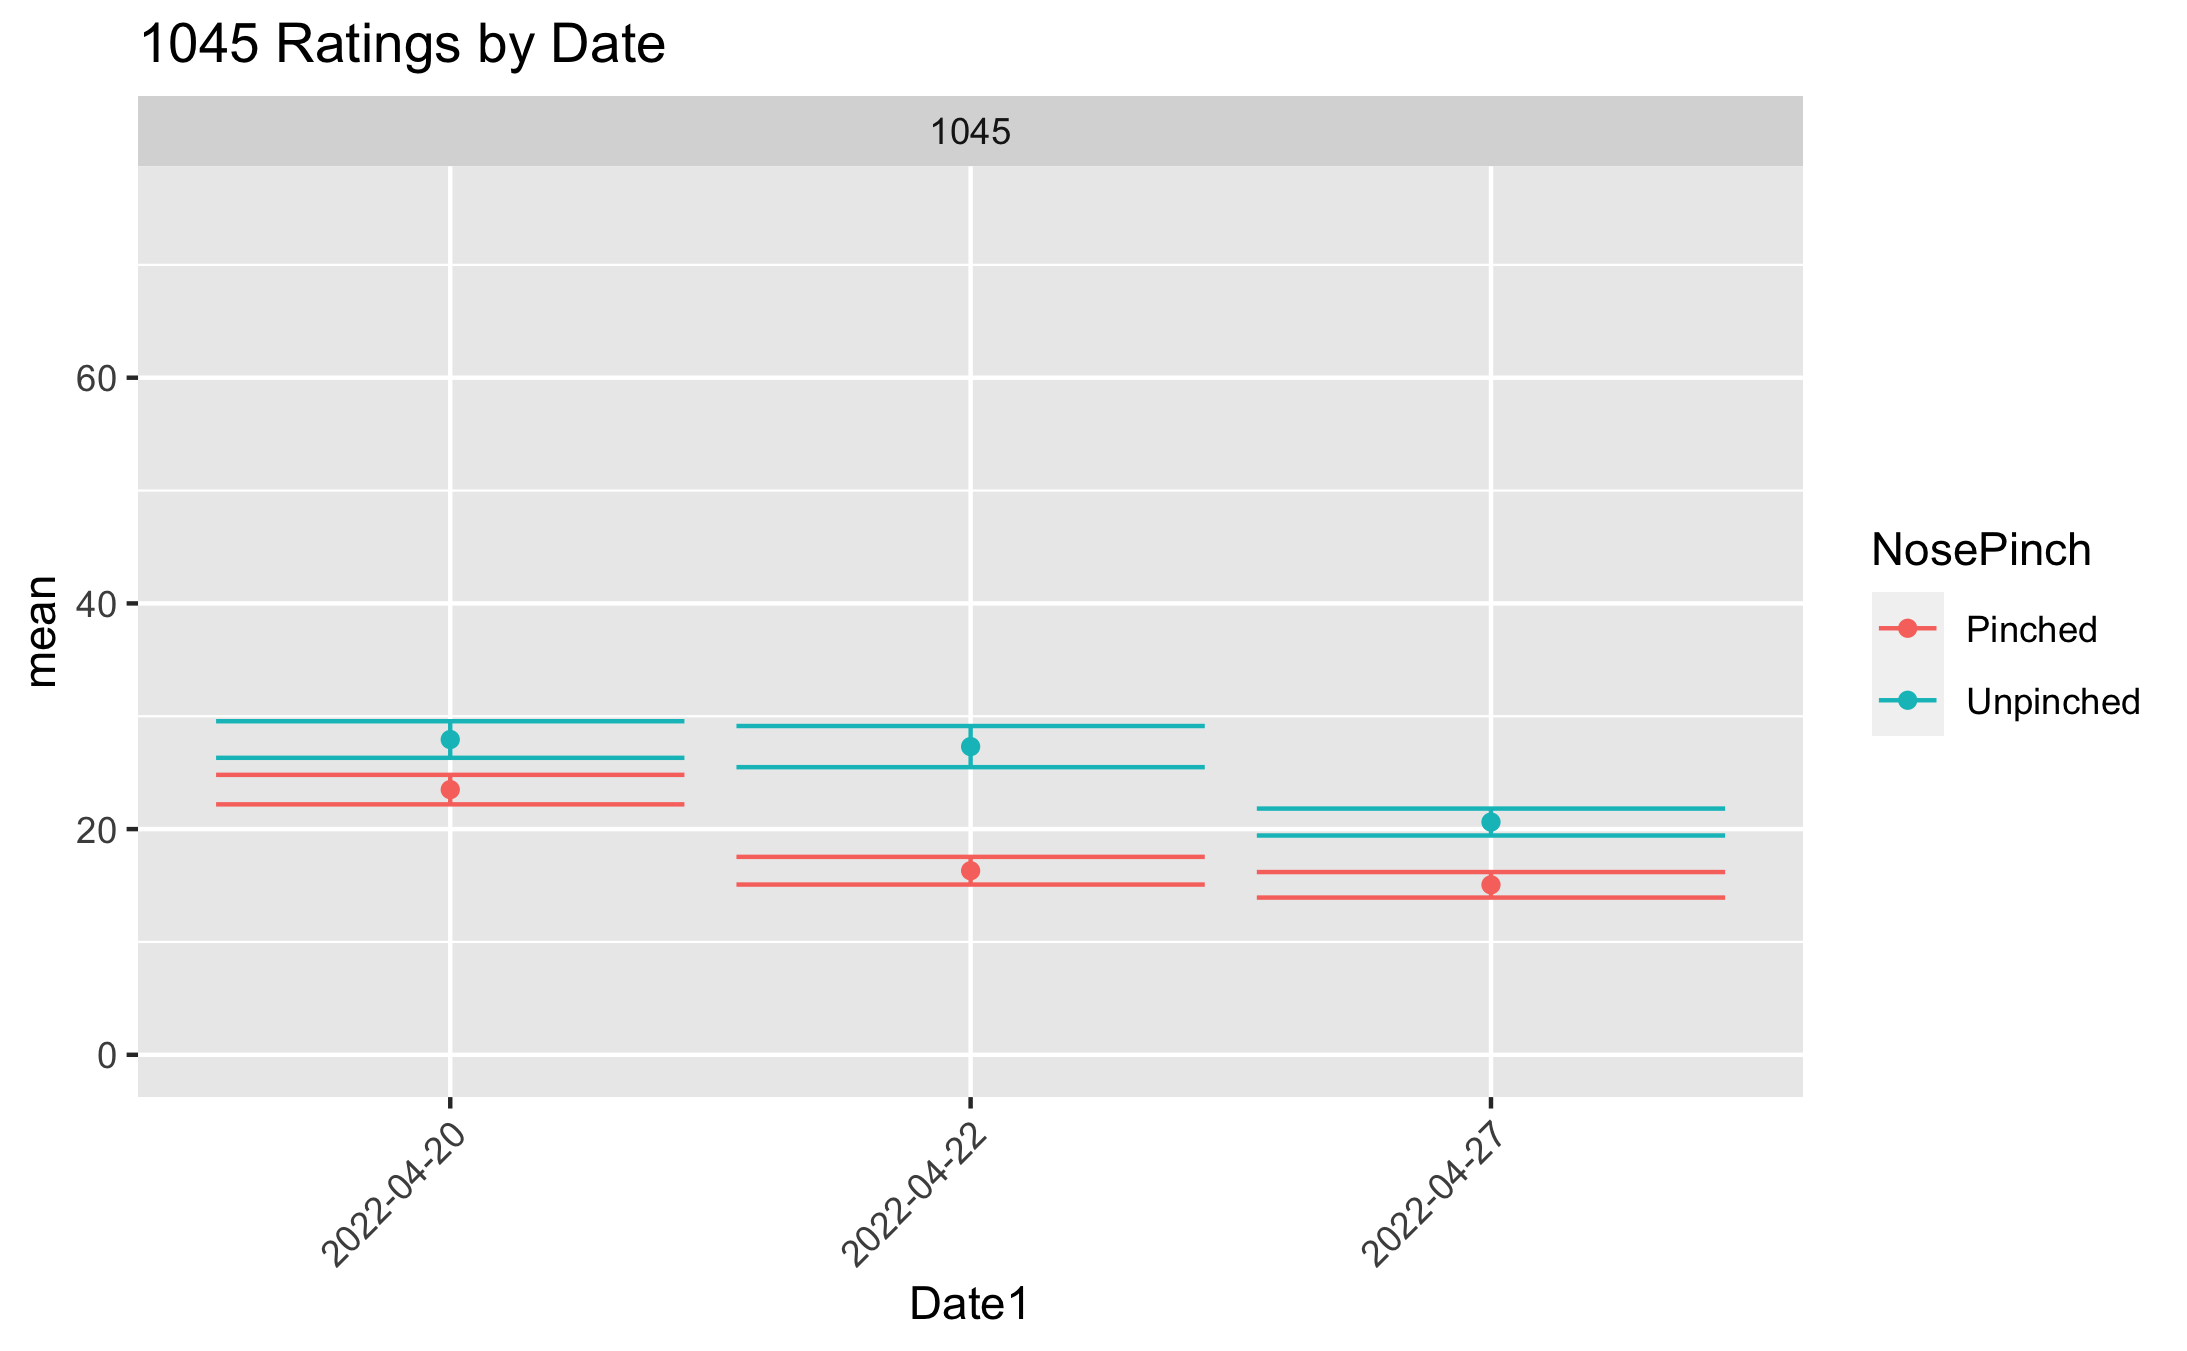 1045 Ratings by Date
1045
60
40
20
0
mean
2022-04-20
2022-04-22
2022-04-27
Date1
NosePinch
Pinched
Unpinched